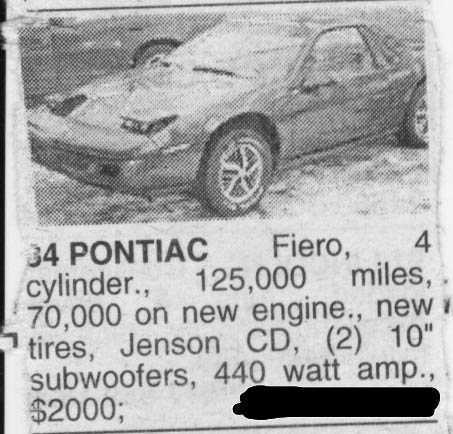 84 PONTIAC Fiero, 4
cylinder., 125,000 miles,
70,000 on new engine., new
tires, Jenson CD, (2) 10"
subwoofers, 440 watt amp.,
$2000;